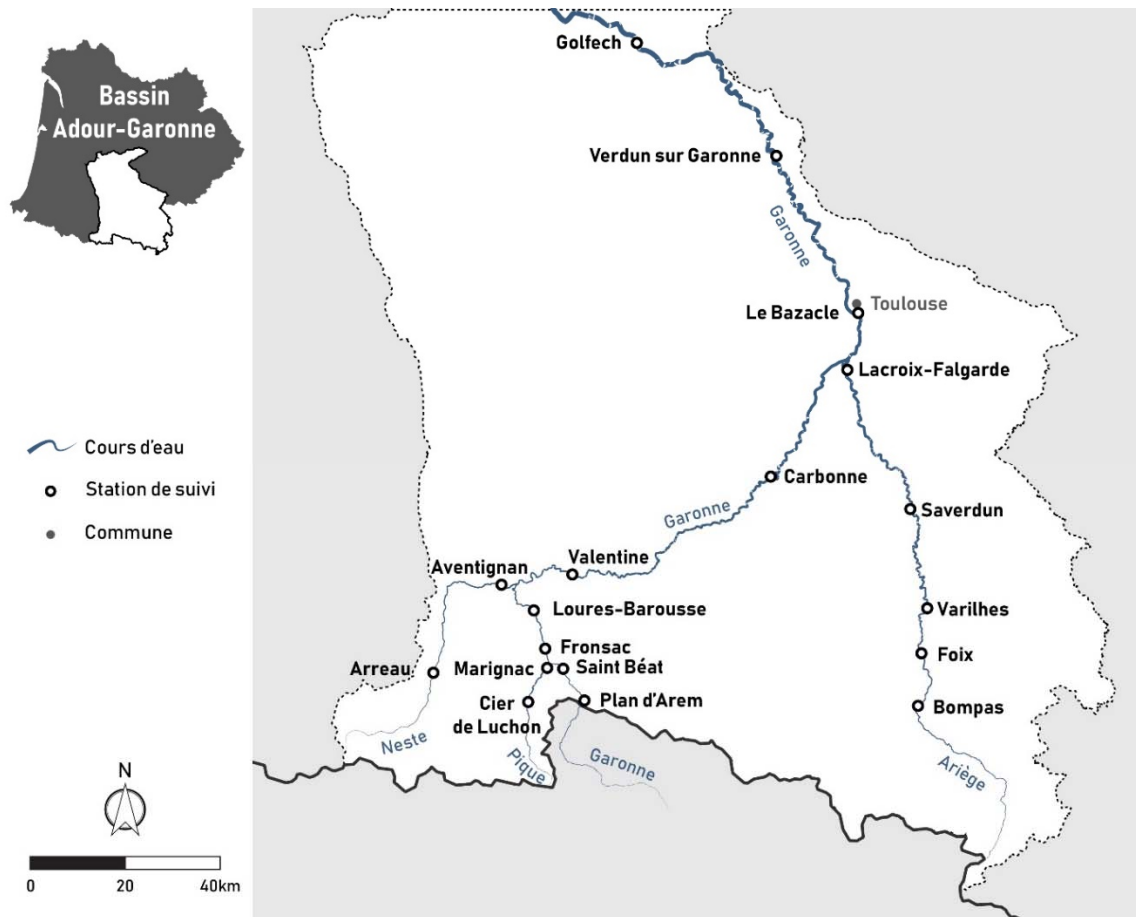 Bassin
Adour-Garonne
Cours d'eau
Station de suivi
Commune
N
0 20 40km
Golfech
Verdun sur Garonne
Garonne
Toulouse
Le Bazacle
Lacroix-Falgarde
Carbonne
Saverdun
Garonne
Valentine
Aventignan
Loures-Barousse
Varilhes
Fronsac
Foix
Arreau
Marignac
Saint Béat
Cier
de Luchon
Plan d'Arem
Bompas
Neste
Pique
Garonne
Ariège